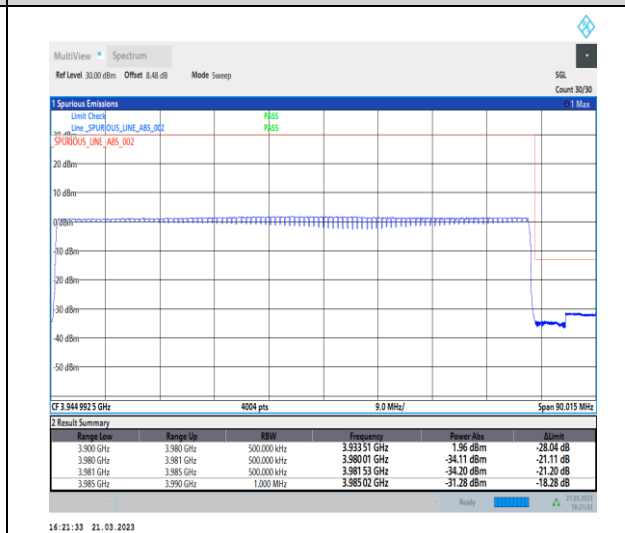 MultiView Spectrum
Ref Level 30.00 dBm Offset 8.48 dB Mode Sweep SGL
Count 30/30
1 Spurious Emissions 1 Max
Limit Check PASS
Line _SPURIOUS_LINE_ABS_002 PASS
_SPURIOUS_LINE_ABS_002
20 dBm
10 dBm
0 dBm
-10 dBm
-20 dBm
-30 dBm
-40 dBm
-50 dBm
CF 3.944 992 5 GHz 4004 pts 9.0 MHz/ Span 90.015 MHz
2 Result Summary
Range Low Range Up RBW Frequency Power Abs ΔLimit
3.900 GHz 3.980 GHz 500.000 kHz 3.933 51 GHz 1.96 dBm -28.04 dB
3.980 GHz 3.981 GHz 500.000 kHz 3.980 01 GHz -34.11 dBm -21.11 dB
3.981 GHz 3.985 GHz 500.000 kHz 3.981 53 GHz -34.20 dBm -21.20 dB
3.985 GHz 3.990 GHz 1.000 MHz 3.985 02 GHz -31.28 dBm -18.28 dB
Ready 21.03.2023
16:21:33
16:21:33 21.03.2023